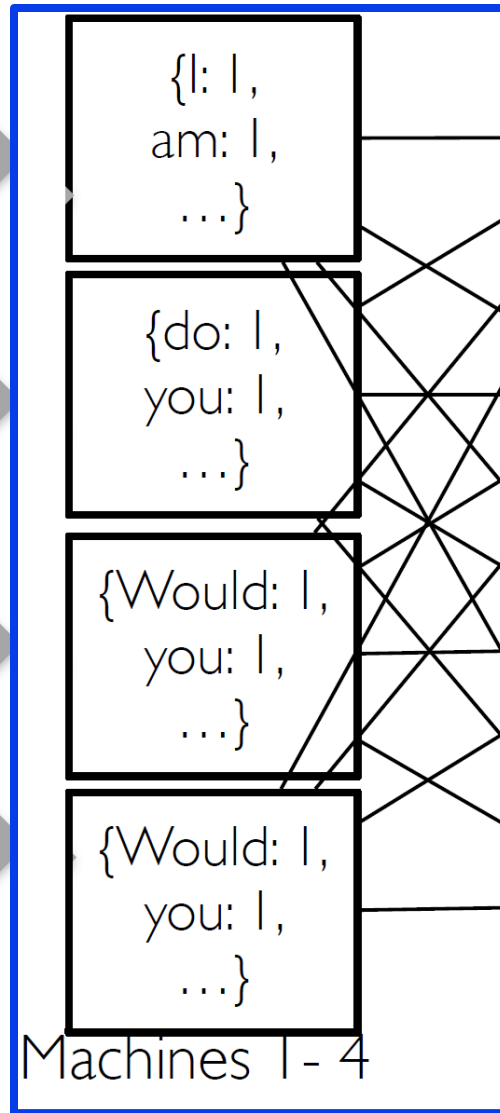 {I: 1,
am: 1,
...}
{do: 1,
you: 1,
...}
{Would: 1,
you: 1,
...}
{Would: 1,
you: 1,
...}
Machines 1- 4